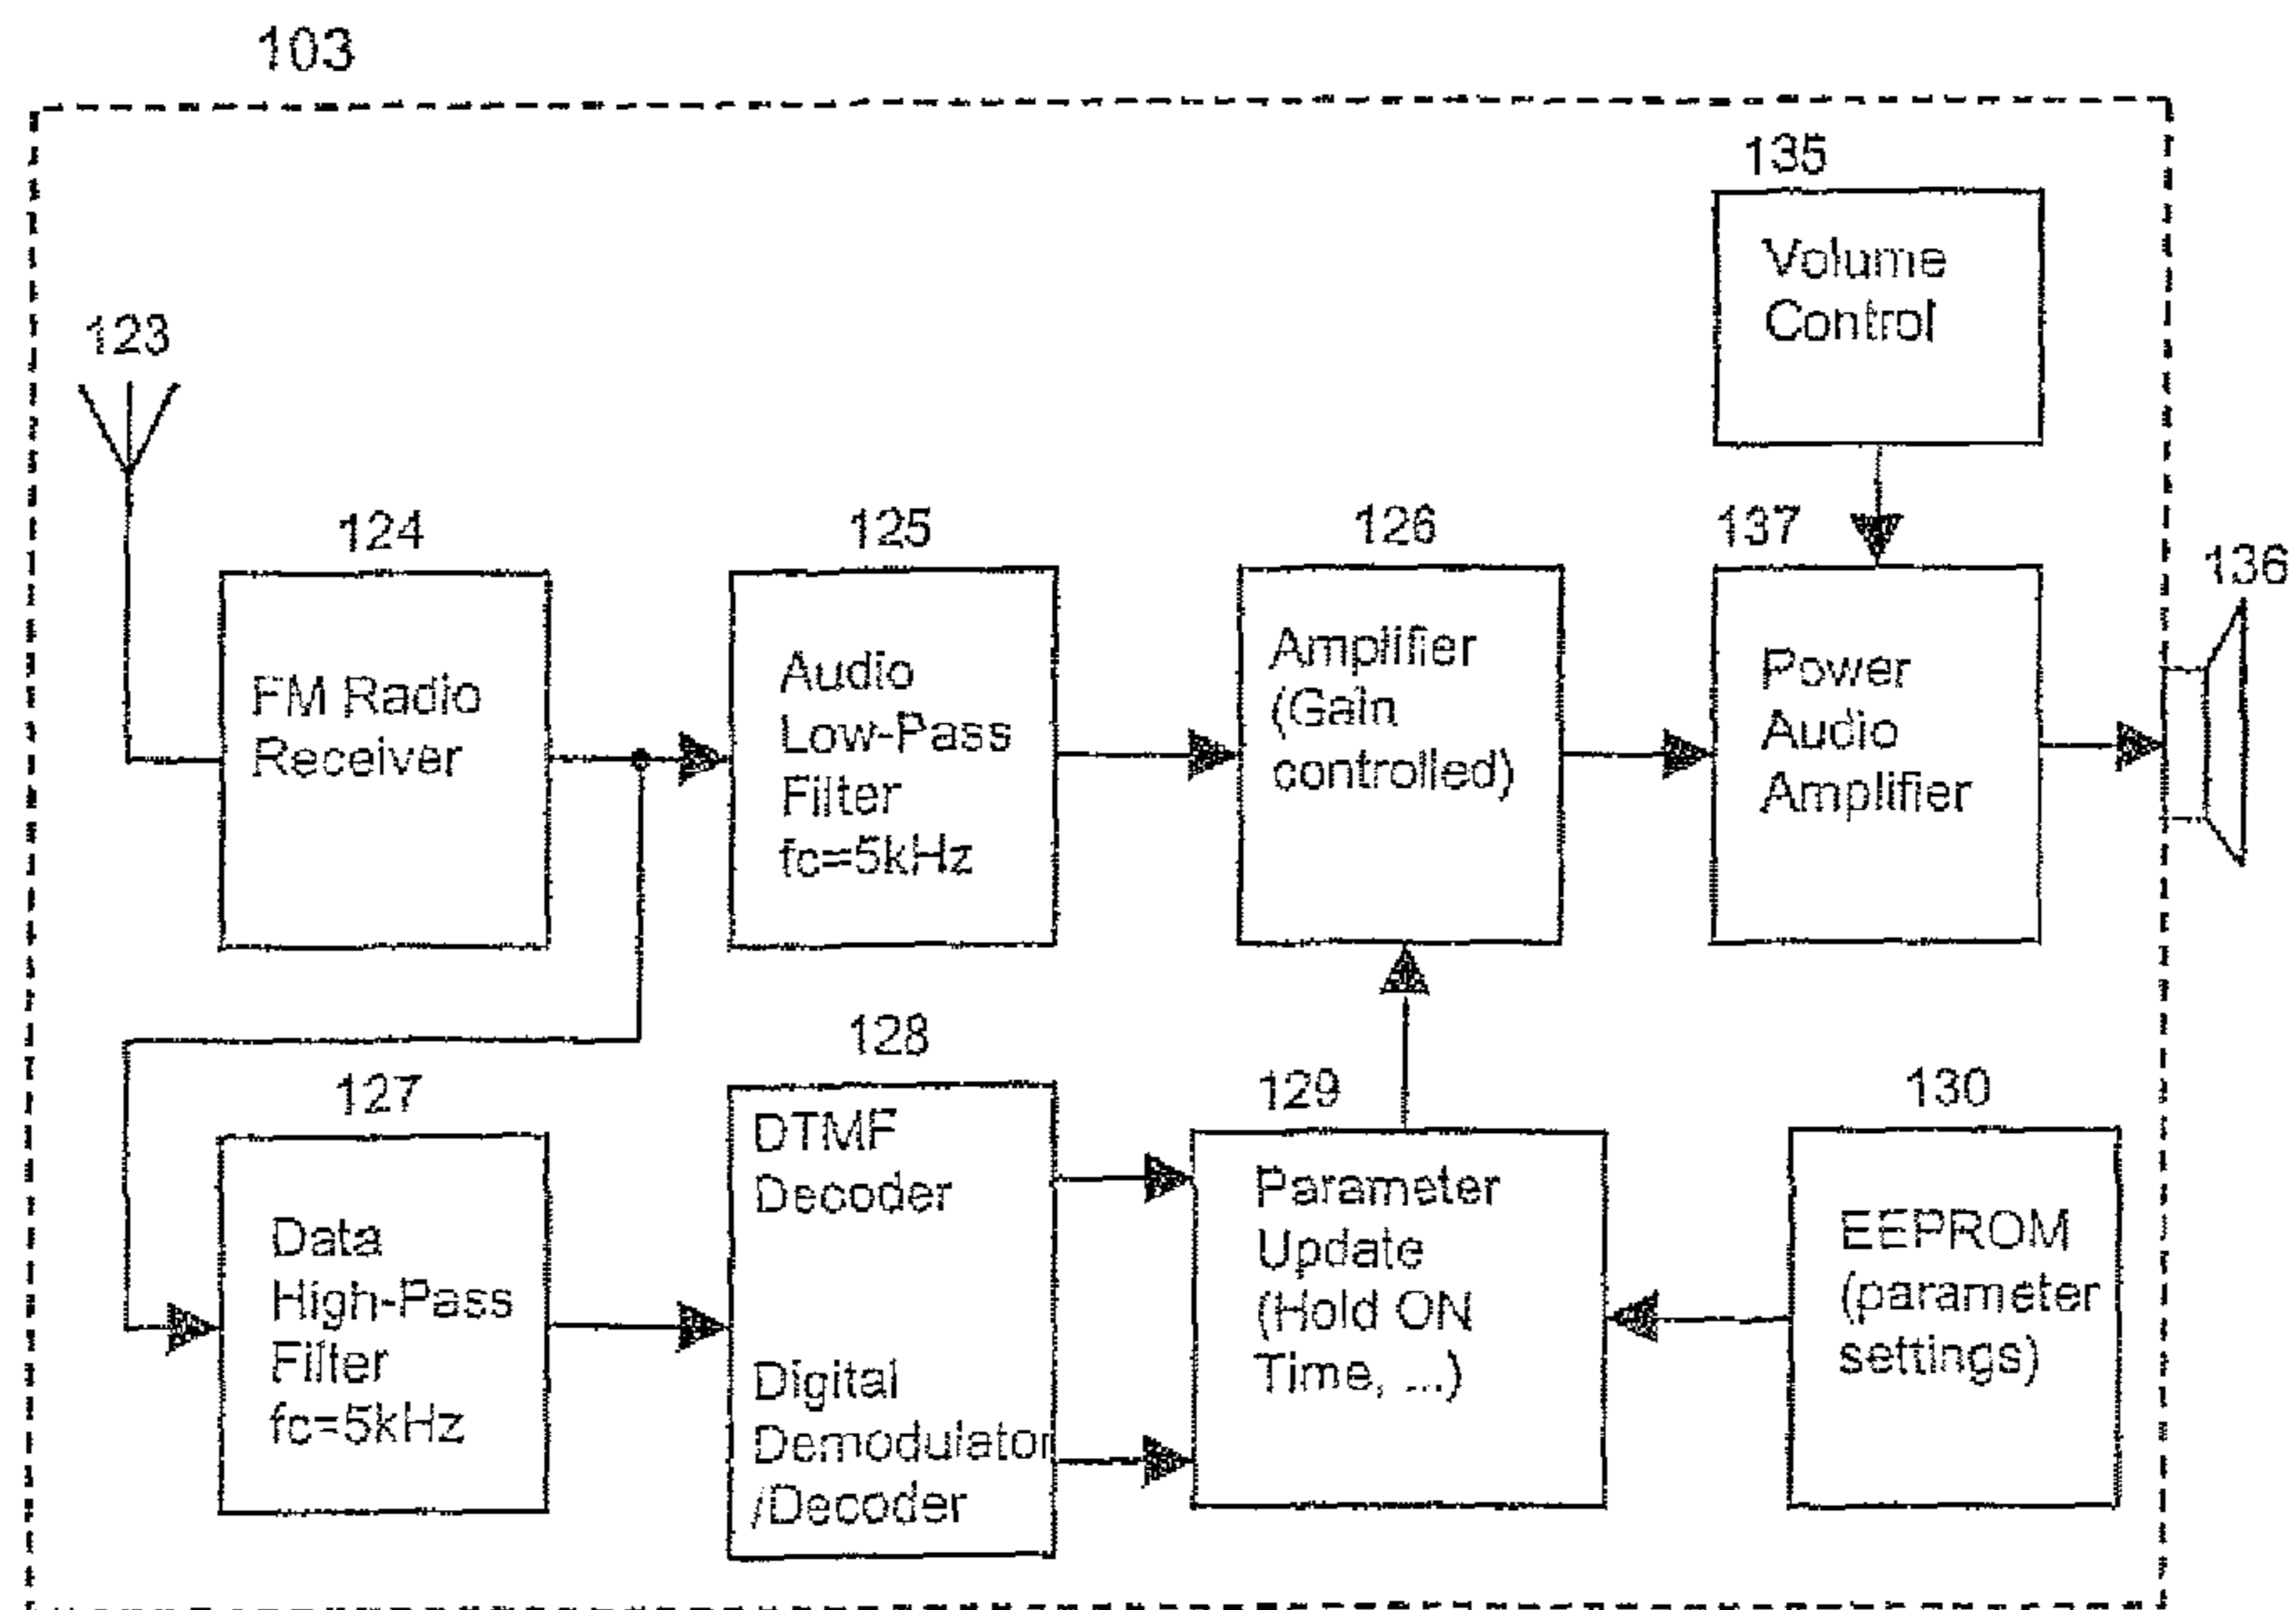 103
135
Volume
Control
123
124
FM Radio
Receiver
125
Audio
Low-Pass
Filter
fc=5kHz
126
Amplifier
(Gain
controlled)
137
Power
Audio
Amplifier
136
127
Data
High-Pass
Filter
fc=5kHz
128
DTMF
Decoder
Digital
Demodulator
/Decoder
129
Parameter
Update
(Hold ON
Time, ...)
130
EEPROM
(parameter
settings)